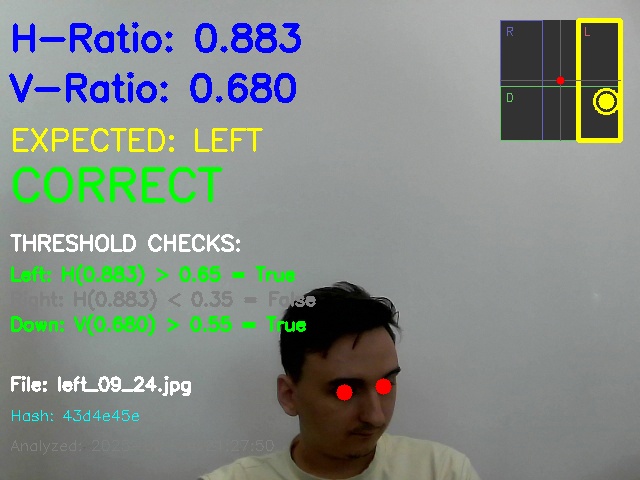 H-Ratio: 0.883
V-Ratio: 0.680
EXPECTED: LEFT
CORRECT
THRESHOLD CHECKS:
Left: H(0.883) > 0.65 = True
Right: H(0.883) < 0.35 = False
Down: V(0.680) > 0.55 = True
File: left_09_24.jpg
Hash: 43d4e45e
Analyzed:
R
L
D